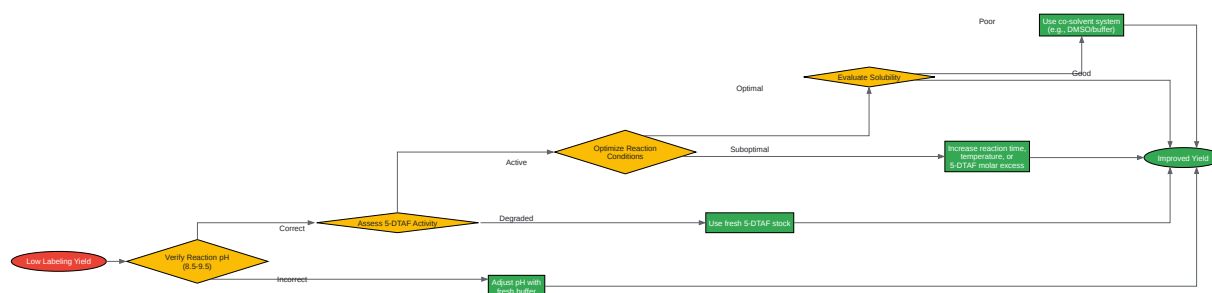 Poor
Use co-solvent system
(e.g., DMSO/buffer)
Evaluate Solubility
Good
Optimal
Optimize Reaction
Conditions
Suboptimal
Increase reaction time,
temperature, or
5-DTAF molar excess
Improved Yield
Active
Assess 5-DTAF Activity
Degraded
Use fresh 5-DTAF stock
Correct
Low Labeling Yield
Verify Reaction pH
(8.5-9.5)
Incorrect
Adjust pH with
fresh buffer